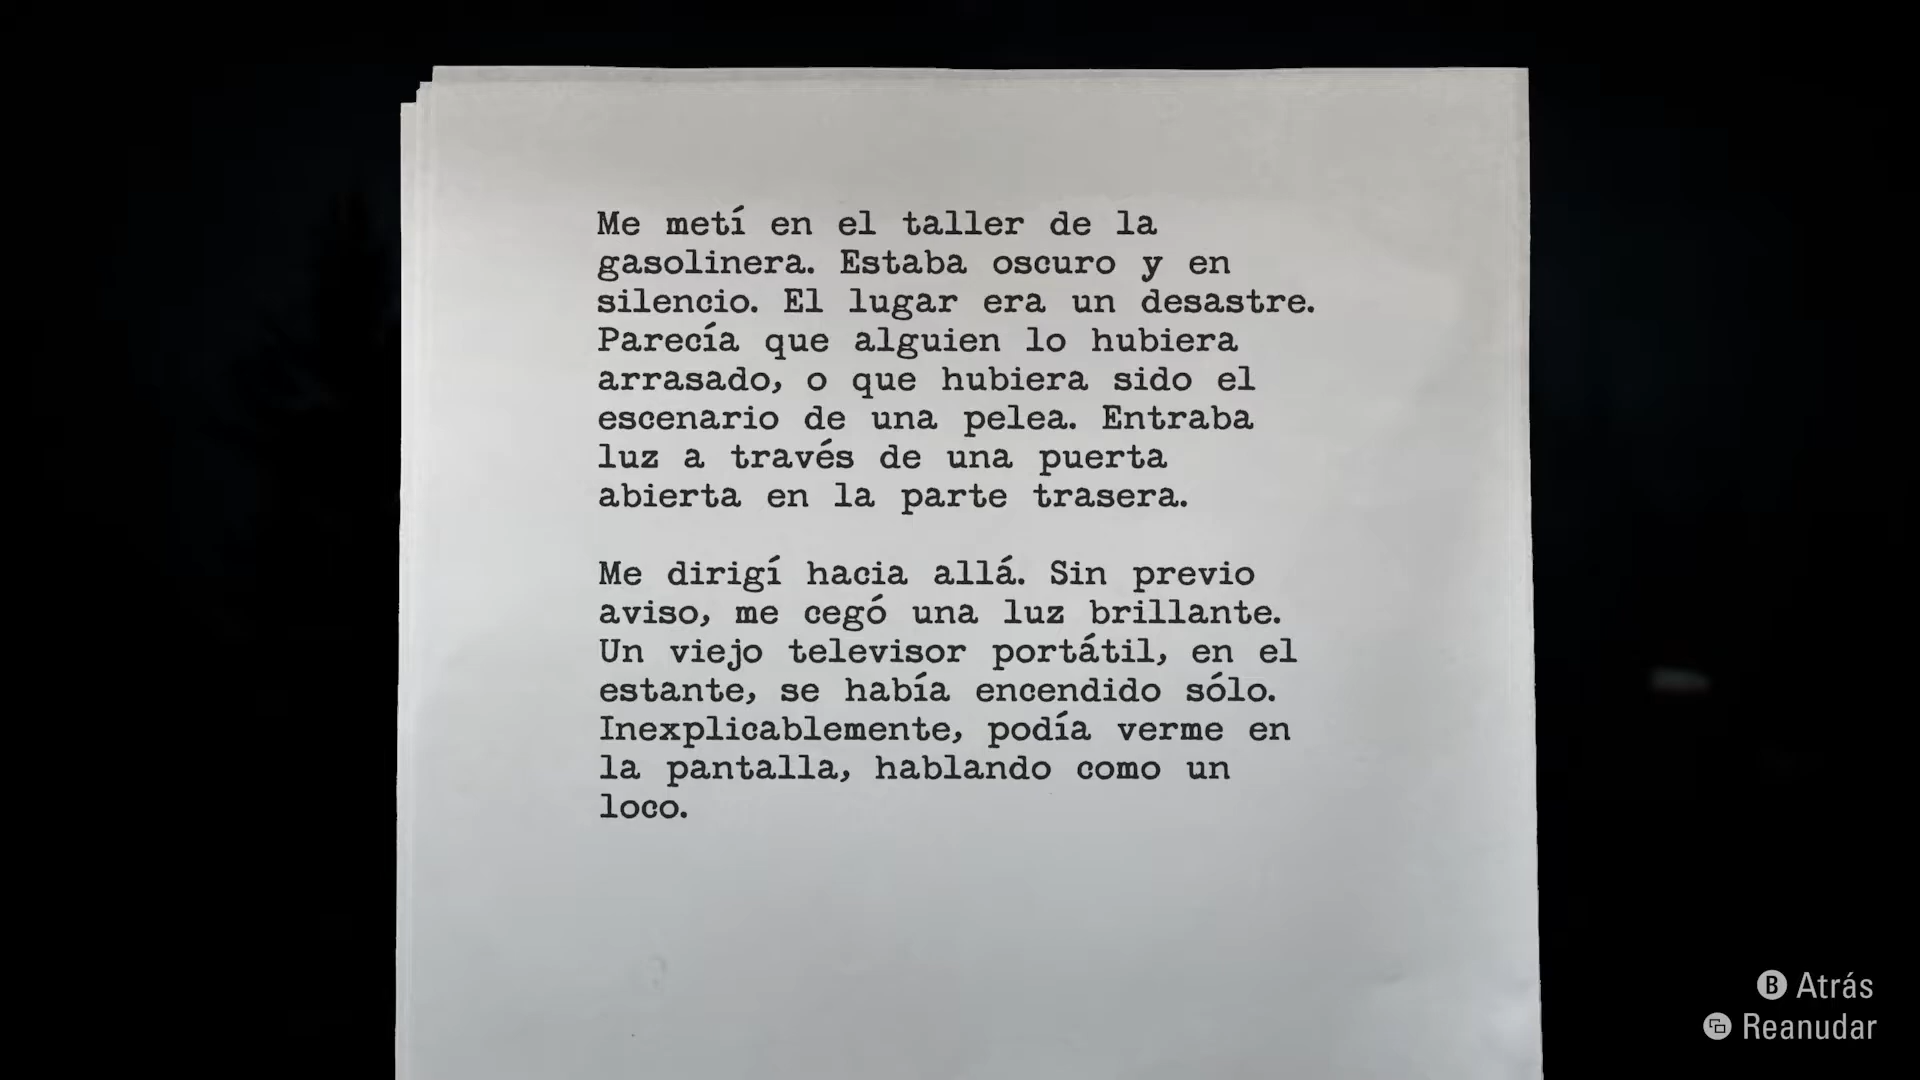 Me metí en el taller de la
gasolinera. Estaba oscuro y en
silencio. El lugar era un desastre.
Parecía que alguien lo hubiera
arrasado, o que hubiera sido el
escenario de una pelea. Entraba
luz a través de una puerta
abierta en la parte trasera.
Me dirigí hacia allá. Sin previo
aviso, me cegó una luz brillante.
Un viejo televisor portátil, en el
estante, se había encendido sólo.
Inexplicablemente, podía verme en
la pantalla, hablando como un
loco.
B Atrás
Reanudar